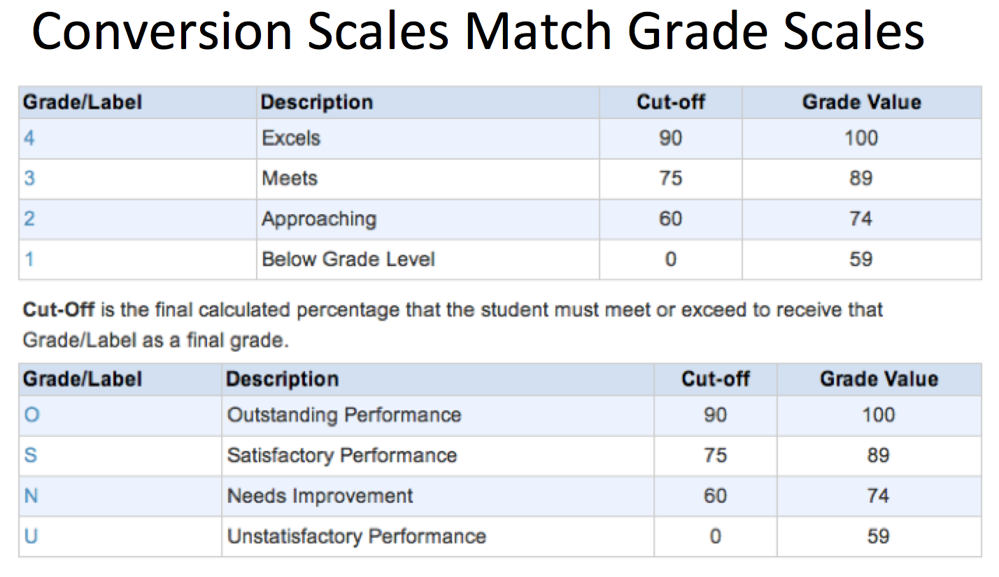 Conversion Scales Match Grade Scales
Grade/Label Description Cut-off Grade Value
4 Excels 90 100
3 Meets 75 89
2 Approaching 60 74
1 Below Grade Level 0 59
Cut-Off is the final calculated percentage that the student must meet or exceed to receive that
Grade/Label as a final grade.
Grade/Label Description Cut-off Grade Value
O Outstanding Performance 90 100
S Satisfactory Performance 75 89
N Needs Improvement 60 74
U Unstatisfactory Performance 0 59